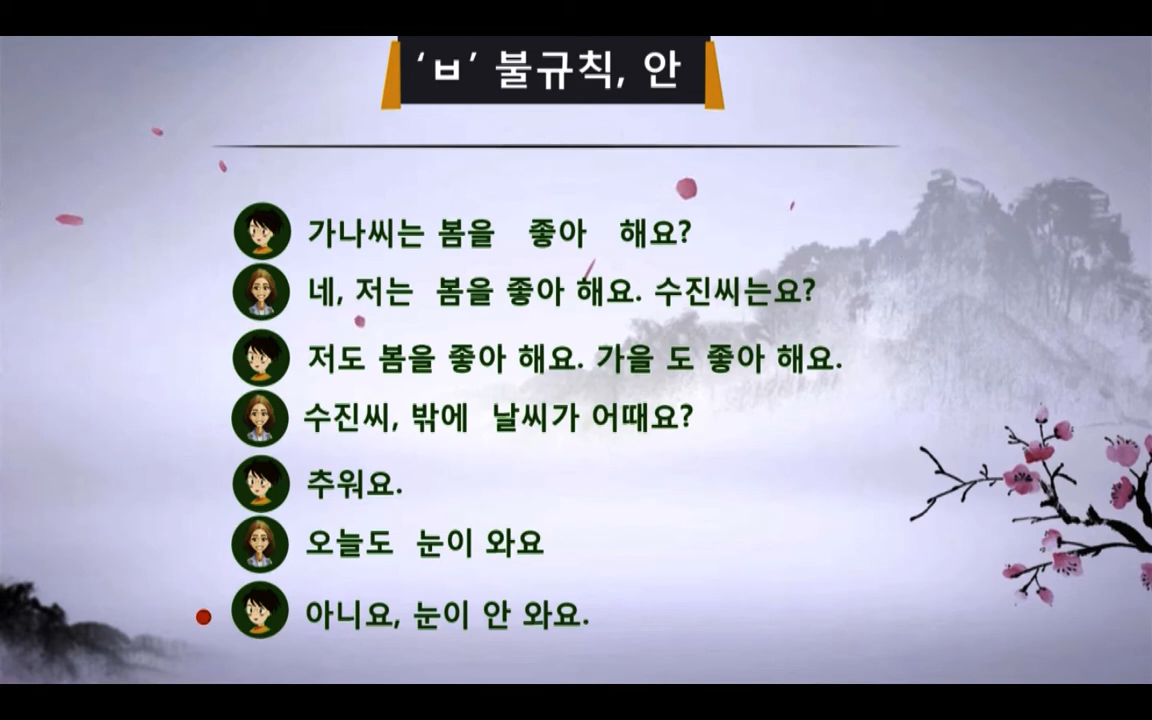 ‘ㅂ’ 불규칙, 안
가나씨는 봄을 좋아 해요?
네, 저는 봄을 좋아 해요. 수진씨는요?
저도 봄을 좋아 해요. 가을 도 좋아 해요.
수진씨, 밖에 날씨가 어때요?
추워요.
오늘도 눈이 와요
아니요, 눈이 안 와요.